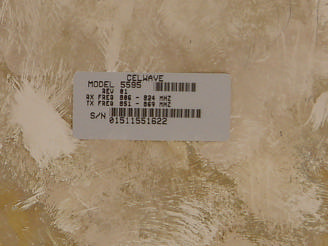 CELWAVE
MODEL 5595
REV 01
RX FREQ 806 - 824 MHZ
TX FREQ 851 - 869 MHZ
S/N
01511551622